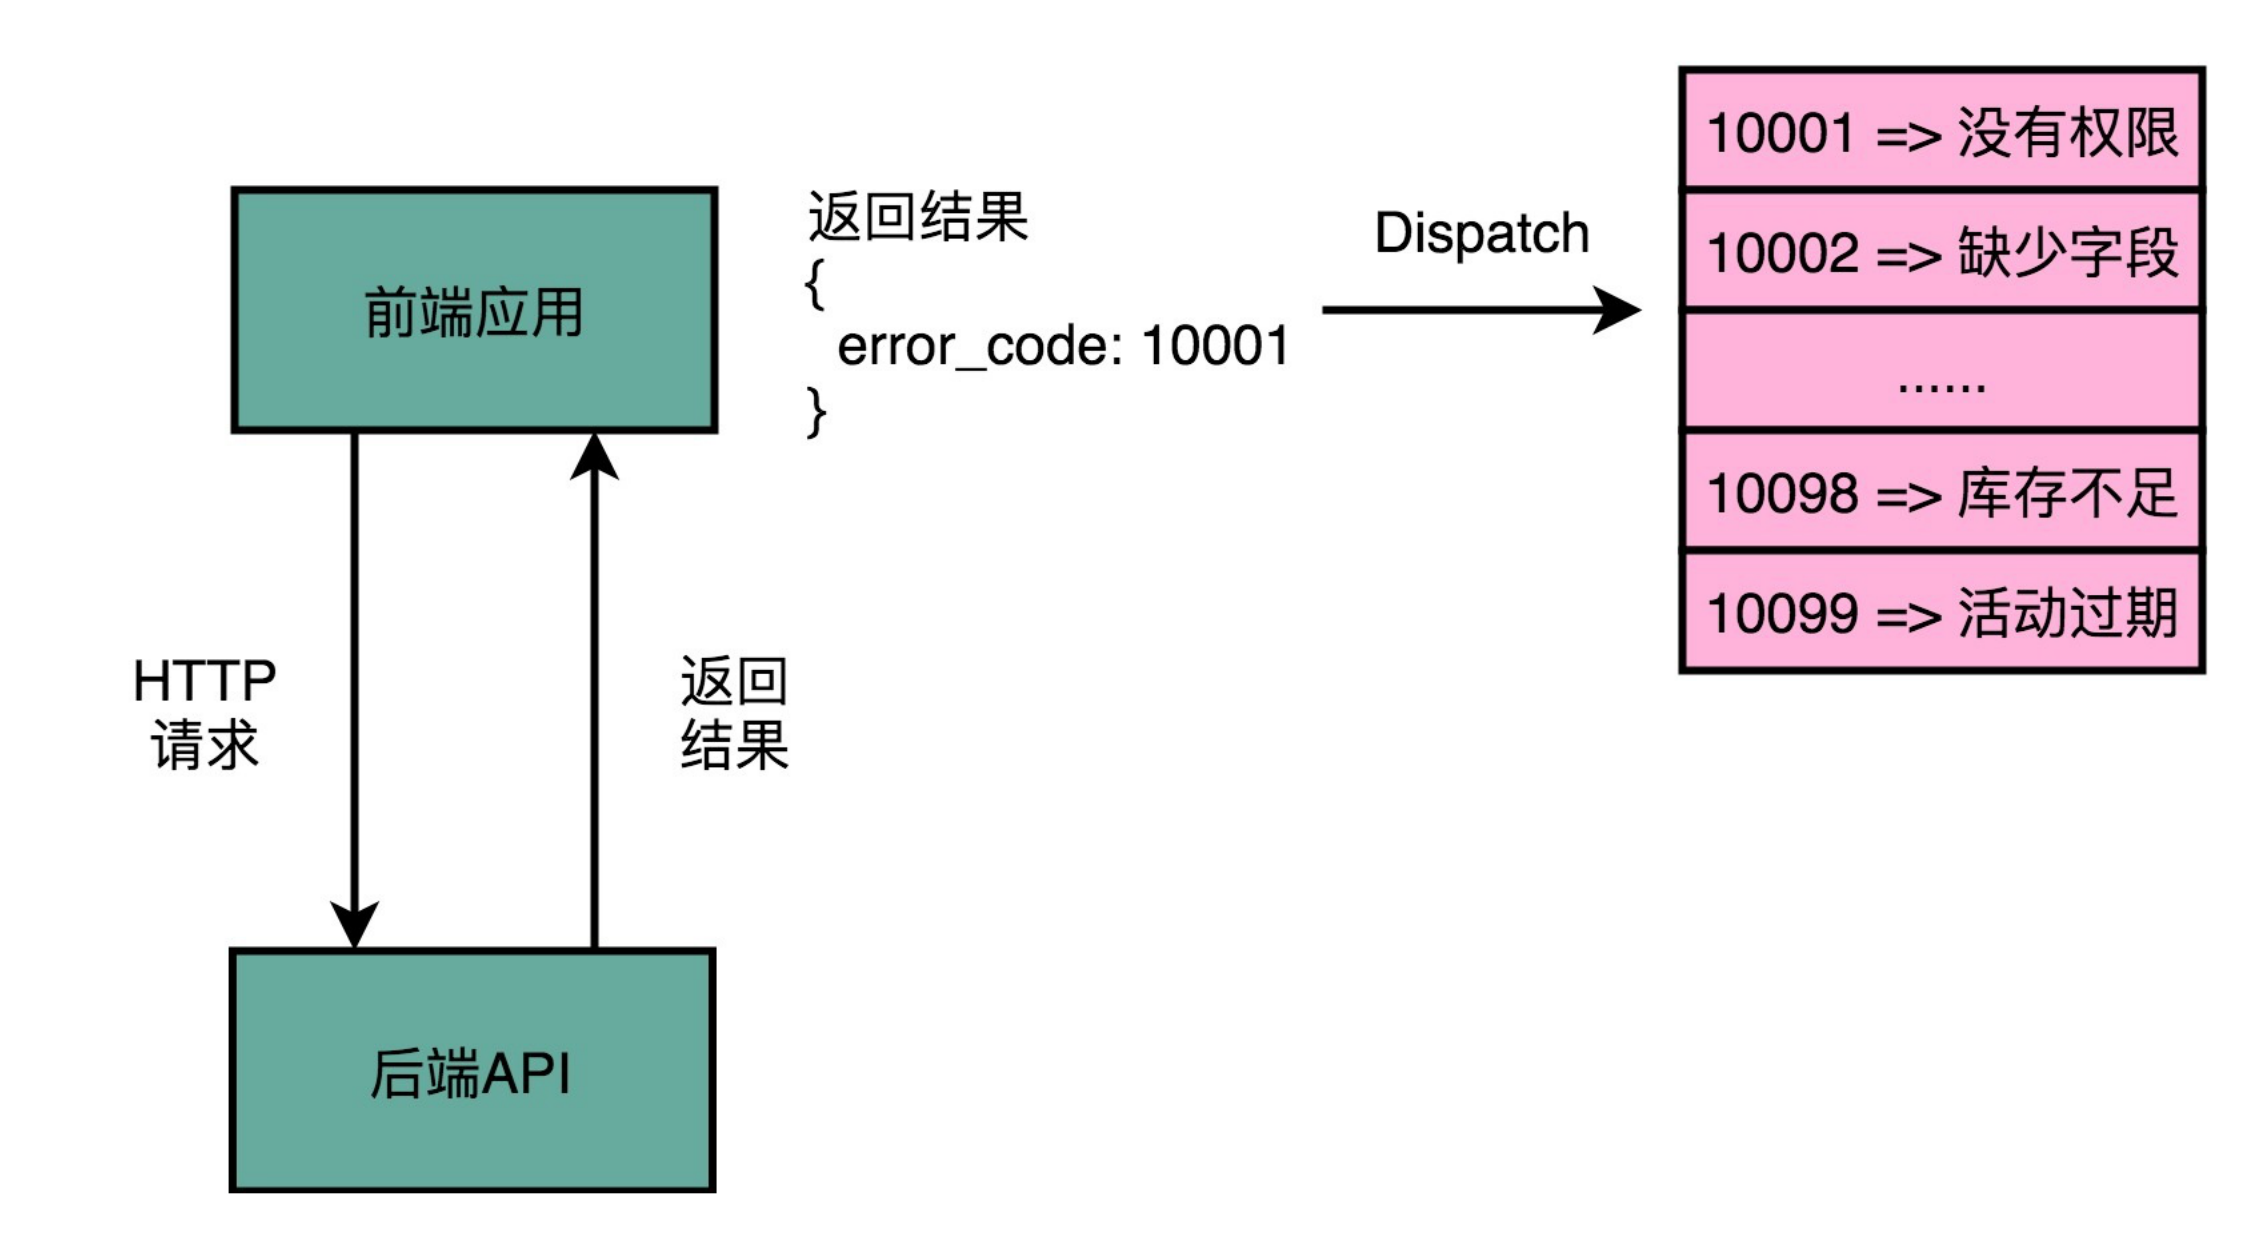 前端应用
返回结果
{
error_code: 10001
}
Dispatch
10001 => 没有权限
10002 => 缺少字段
......
10098 => 库存不足
10099 => 活动过期
HTTP
请求
返回
结果
后端API